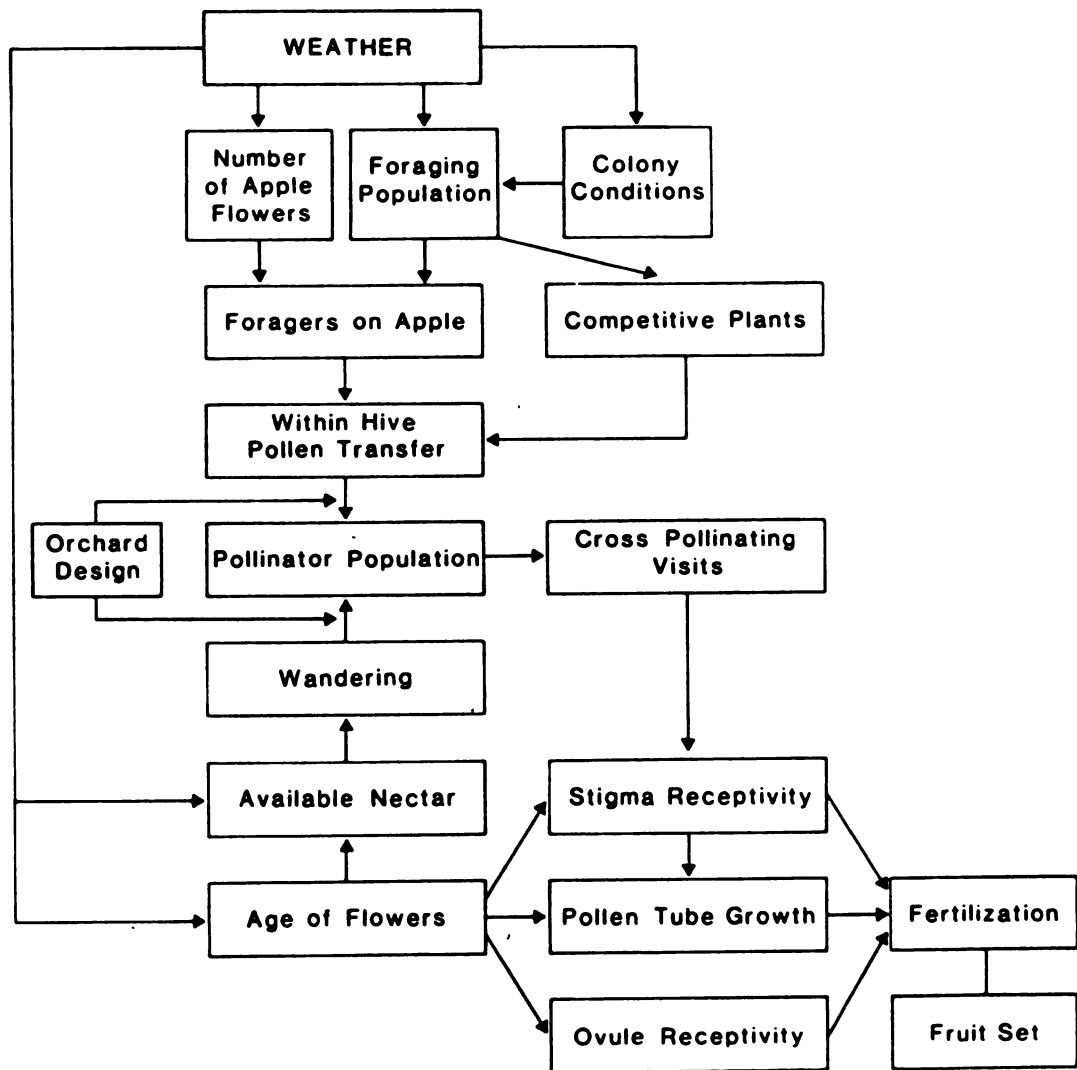 WEATHER
Number
of Apple
Flowers
Foraging
Population
Colony
Conditions
Foragers on Apple
Competitive Plants
Within Hive
Pollen Transfer
Orchard
Design
Pollinator Population
Cross Pollinating
Visits
Wandering
Available Nectar
Stigma Receptivity
Age of Flowers
Pollen Tube Growth
Fertilization
Ovule Receptivity
Fruit Set